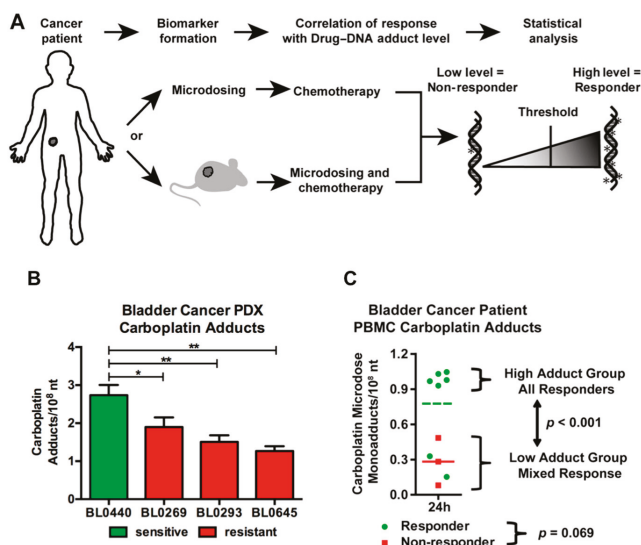 A
Cancer patient
Biomarker formation
Correlation of response with Drug–DNA adduct level
Statistical analysis
Microdosing
Chemotherapy
or
Microdosing and chemotherapy
Low level = Non-responder
High level = Responder
Threshold
B
Bladder Cancer PDX
Carboplatin Adducts
Carboplatin
Adducts/10⁸ nt
4
3
2
1
0
**
**
*
BL0440 BL0269 BL0293 BL0645
sensitive resistant
C
Bladder Cancer Patient
PBMC Carboplatin Adducts
Carboplatin Microdose
Monoadducts/10⁸ nt
1.2
0.9
0.6
0.3
0.0
24h
High Adduct Group
All Responders
p < 0.001
Low Adduct Group
Mixed Response
Responder
Non-responder
p = 0.069